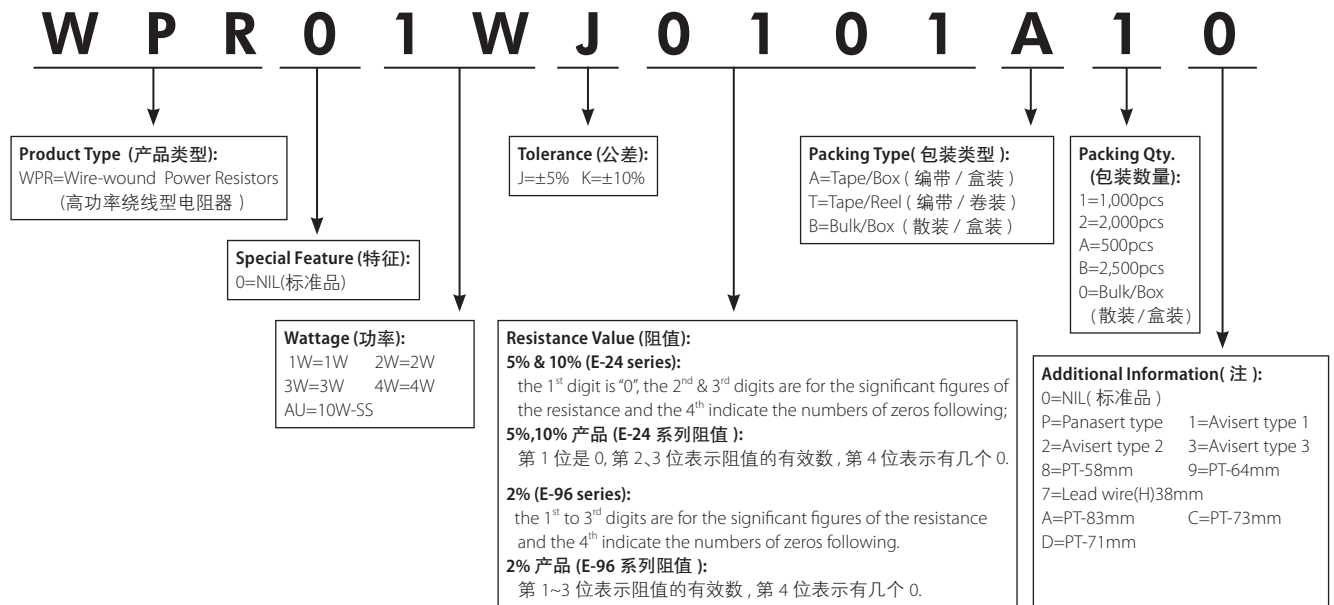 WPR01WJ0101A10
Product Type (产品类型):
WPR=Wire-wound Power Resistors
(高功率绕线型电阻器)
Special Feature (特征):
0=NIL(标准品)
Wattage (功率):
1W=1W 2W=2W
3W=3W 4W=4W
AU=10W-SS
Tolerance (公差):
J=±5% K=±10%
Resistance Value (阻值):
5% & 10% (E-24 series):
the 1st digit is “0”, the 2nd & 3rd digits are for the significant figures of
the resistance and the 4th indicate the numbers of zeros following;
5%,10% 产品 (E-24 系列阻值):
第 1 位是 0, 第 2、3 位表示阻值的有效数, 第 4 位表示有几个 0.
2% (E-96 series):
the 1st to 3rd digits are for the significant figures of the resistance
and the 4th indicate the numbers of zeros following.
2% 产品 (E-96 系列阻值):
第 1~3 位表示阻值的有效数, 第 4 位表示有几个 0.
Packing Type( 包装类型 ):
A=Tape/Box ( 编带 / 盒装 )
T=Tape/Reel ( 编带 / 卷装 )
B=Bulk/Box ( 散装 / 盒装 )
Packing Qty.
(包装数量):
1=1,000pcs
2=2,000pcs
A=500pcs
B=2,500pcs
0=Bulk/Box
(散装/盒装)
Additional Information( 注 ):
0=NIL( 标准品 )
P=Panasert type 1=Avisert type 1
2=Avisert type 2 3=Avisert type 3
8=PT-58mm 9=PT-64mm
7=Lead wire(H)38mm
A=PT-83mm C=PT-73mm
D=PT-71mm